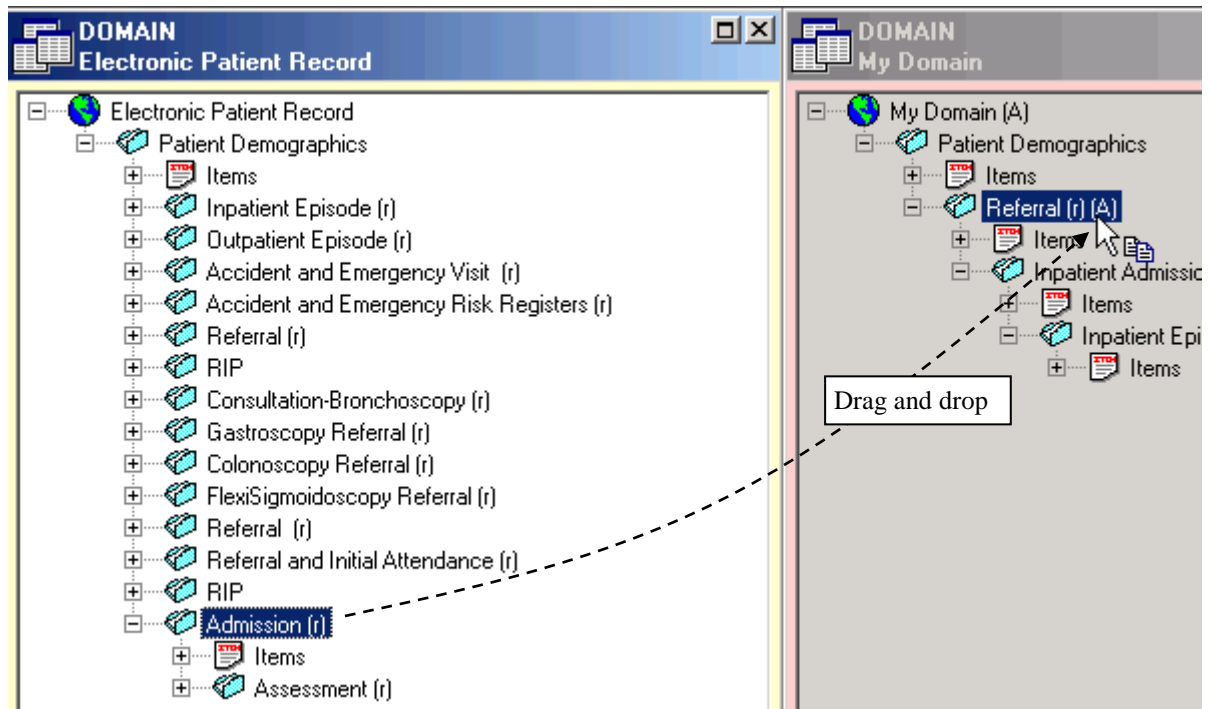 DOMAIN
Electronic Patient Record
Electronic Patient Record
Patient Demographics
Items
Inpatient Episode (r)
Outpatient Episode (r)
Accident and Emergency Visit (r)
Accident and Emergency Risk Registers (r)
Referral (r)
RIP
Consultation-Bronchoscopy (r)
Gastroscopy Referral (r)
Colonoscopy Referral (r)
FlexiSigmoidoscopy Referral (r)
Referral (r)
Referral and Initial Attendance (r)
RIP
Admission (r)
Items
Assessment (r)
DOMAIN
My Domain
My Domain (A)
Patient Demographics
Items
Referral (r) (A)
Items
Inpatient Admissio
Items
Inpatient Epi
Items
Drag and drop